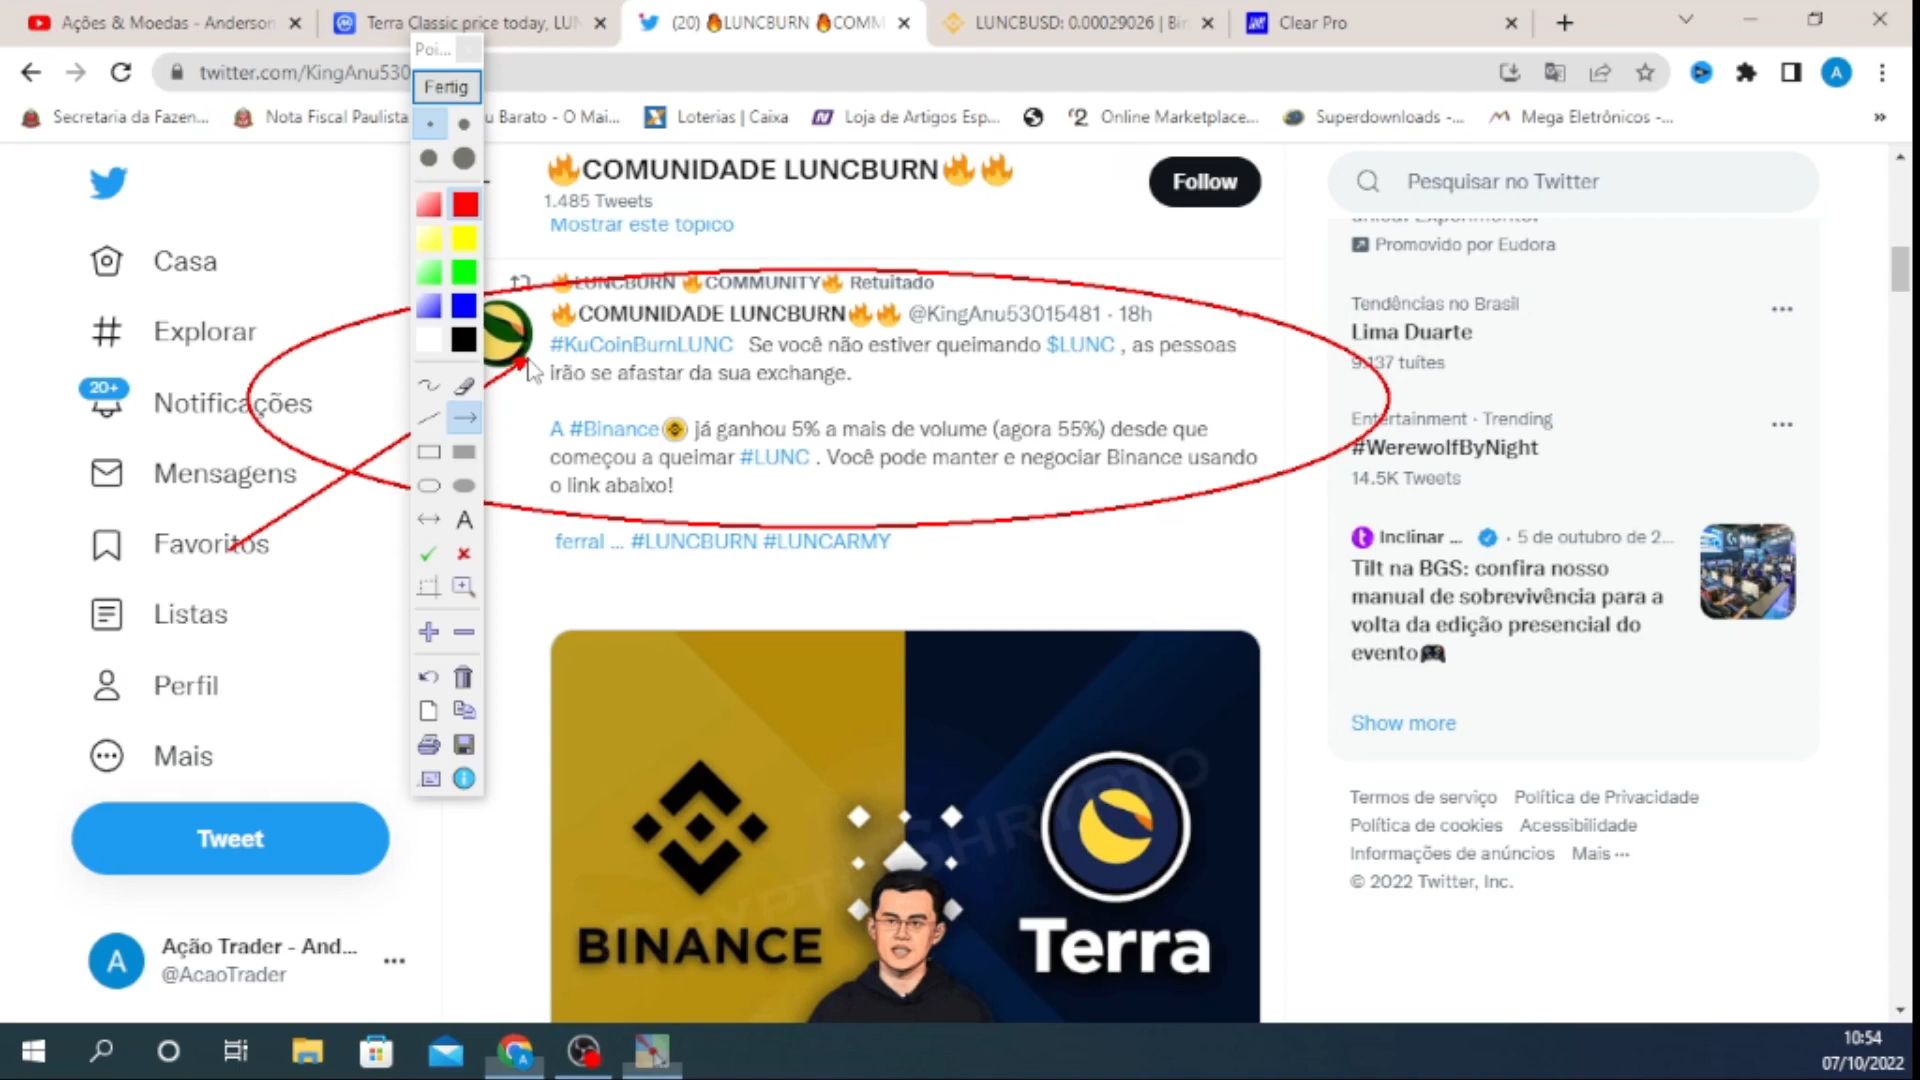 Ações & Moedas - Anderson
Terra Classic price today, LUN
(20) 🔥LUNCBURN 🔥COMM
LUNCBUSD: 0.00029026 | Bin
Clear Pro
twitter.com/KingAnu530
Poi...
Fertig
Secretaria da Fazen...
Nota Fiscal Paulista
u Barato - O Mai...
Loterias | Caixa
Loja de Artigos Esp...
Online Marketplace...
Superdownloads -...
Mega Eletrônicos -...
Casa
Explorar
20+
Notificações
Mensagens
Favoritos
Listas
Perfil
Mais
Tweet
Ação Trader - And...
@AcaoTrader
🔥COMUNIDADE LUNCBURN🔥🔥
1.485 Tweets
Follow
Mostrar este topico
🔥LUNCBURN 🔥COMMUNITY🔥 Retuitado
🔥COMUNIDADE LUNCBURN🔥🔥 @KingAnu53015481 · 18h
#KuCoinBurnLUNC Se você não estiver queimando $LUNC , as pessoas
irão se afastar da sua exchange.
A #Binance já ganhou 5% a mais de volume (agora 55%) desde que
começou a queimar #LUNC . Você pode manter e negociar Binance usando
o link abaixo!
ferral ... #LUNCBURN #LUNCARMY
BINANCE
Terra
Pesquisar no Twitter
Promovido por Eudora
Tendências no Brasil
Lima Duarte
9.137 tuítes
Entertainment · Trending
#WerewolfByNight
14.5K Tweets
Inclinar ... · 5 de outubro de 2...
Tilt na BGS: confira nosso
manual de sobrevivência para a
volta da edição presencial do
evento🎮
Show more
Termos de serviço Política de Privacidade
Política de cookies Acessibilidade
Informações de anúncios Mais ···
© 2022 Twitter, Inc.
10:54
07/10/2022